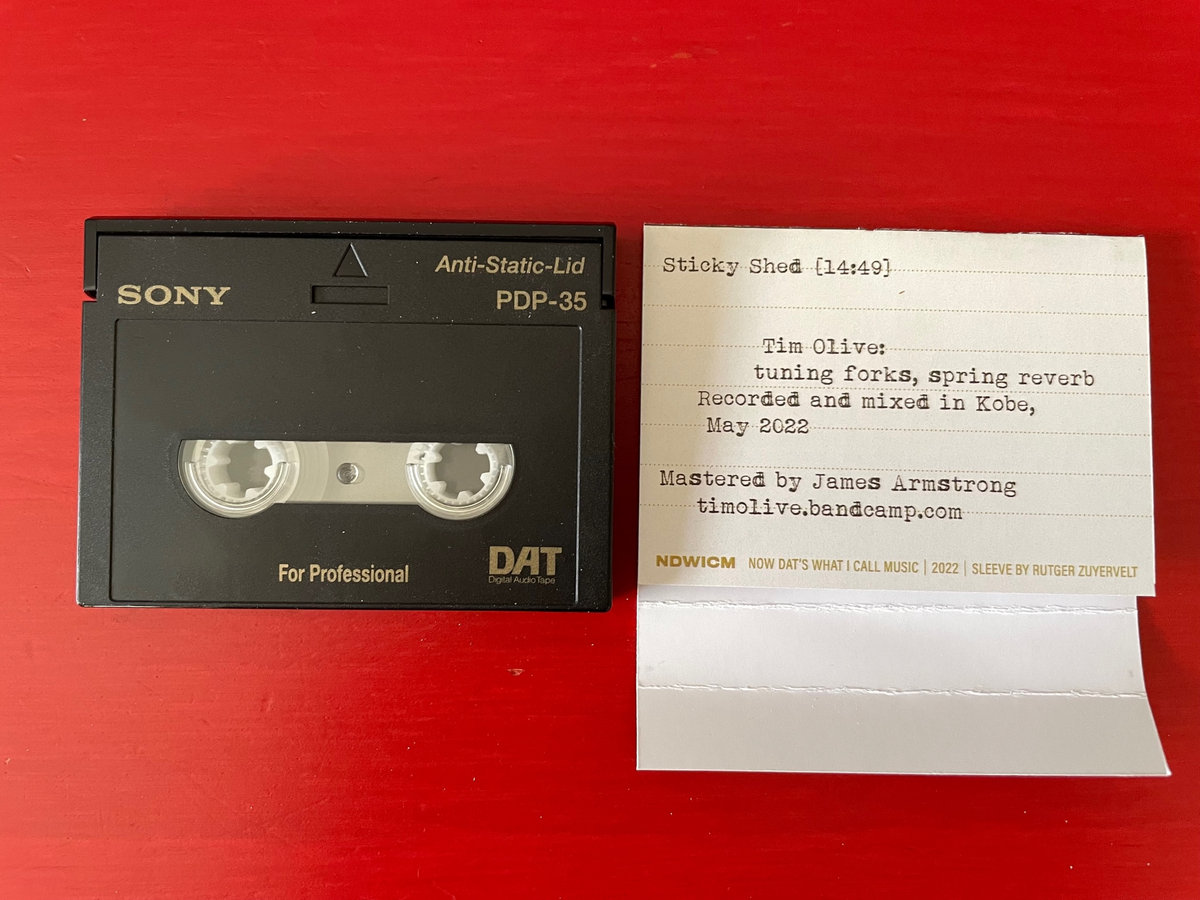 Anti-Static-Lid
SONY
PDP-35
For Professional
DAT
Digital Audio Tape
Sticky Shed [14:49]
Tim Olive:
tuning forks, spring reverb
Recorded and mixed in Kobe,
May 2022
Mastered by James Armstrong
timolive.bandcamp.com
NDWICM NOW DAT'S WHAT I CALL MUSIC | 2022 | SLEEVE BY RUTGER ZUYERVELT